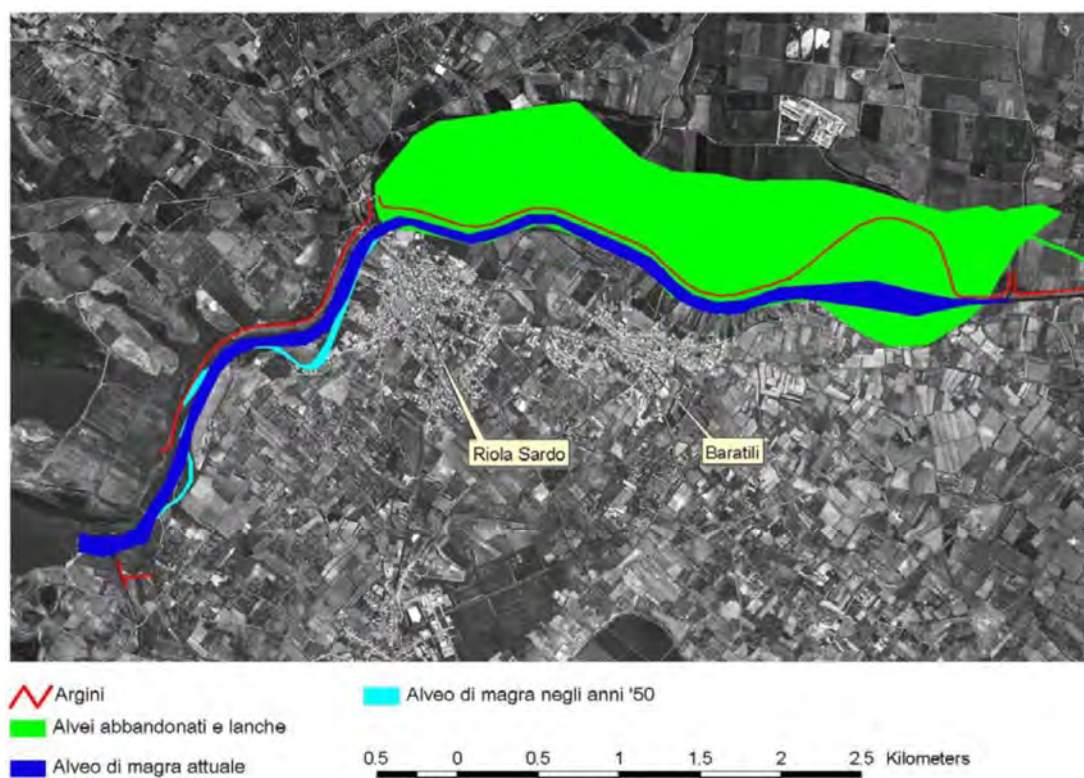 Riola Sardo
Baratili
Argini
Alvei abbandonati e lanche
Alveo di magra attuale
Alveo di magra negli anni '50
0.5 0 0.5 1 1.5 2 2.5 Kilometers